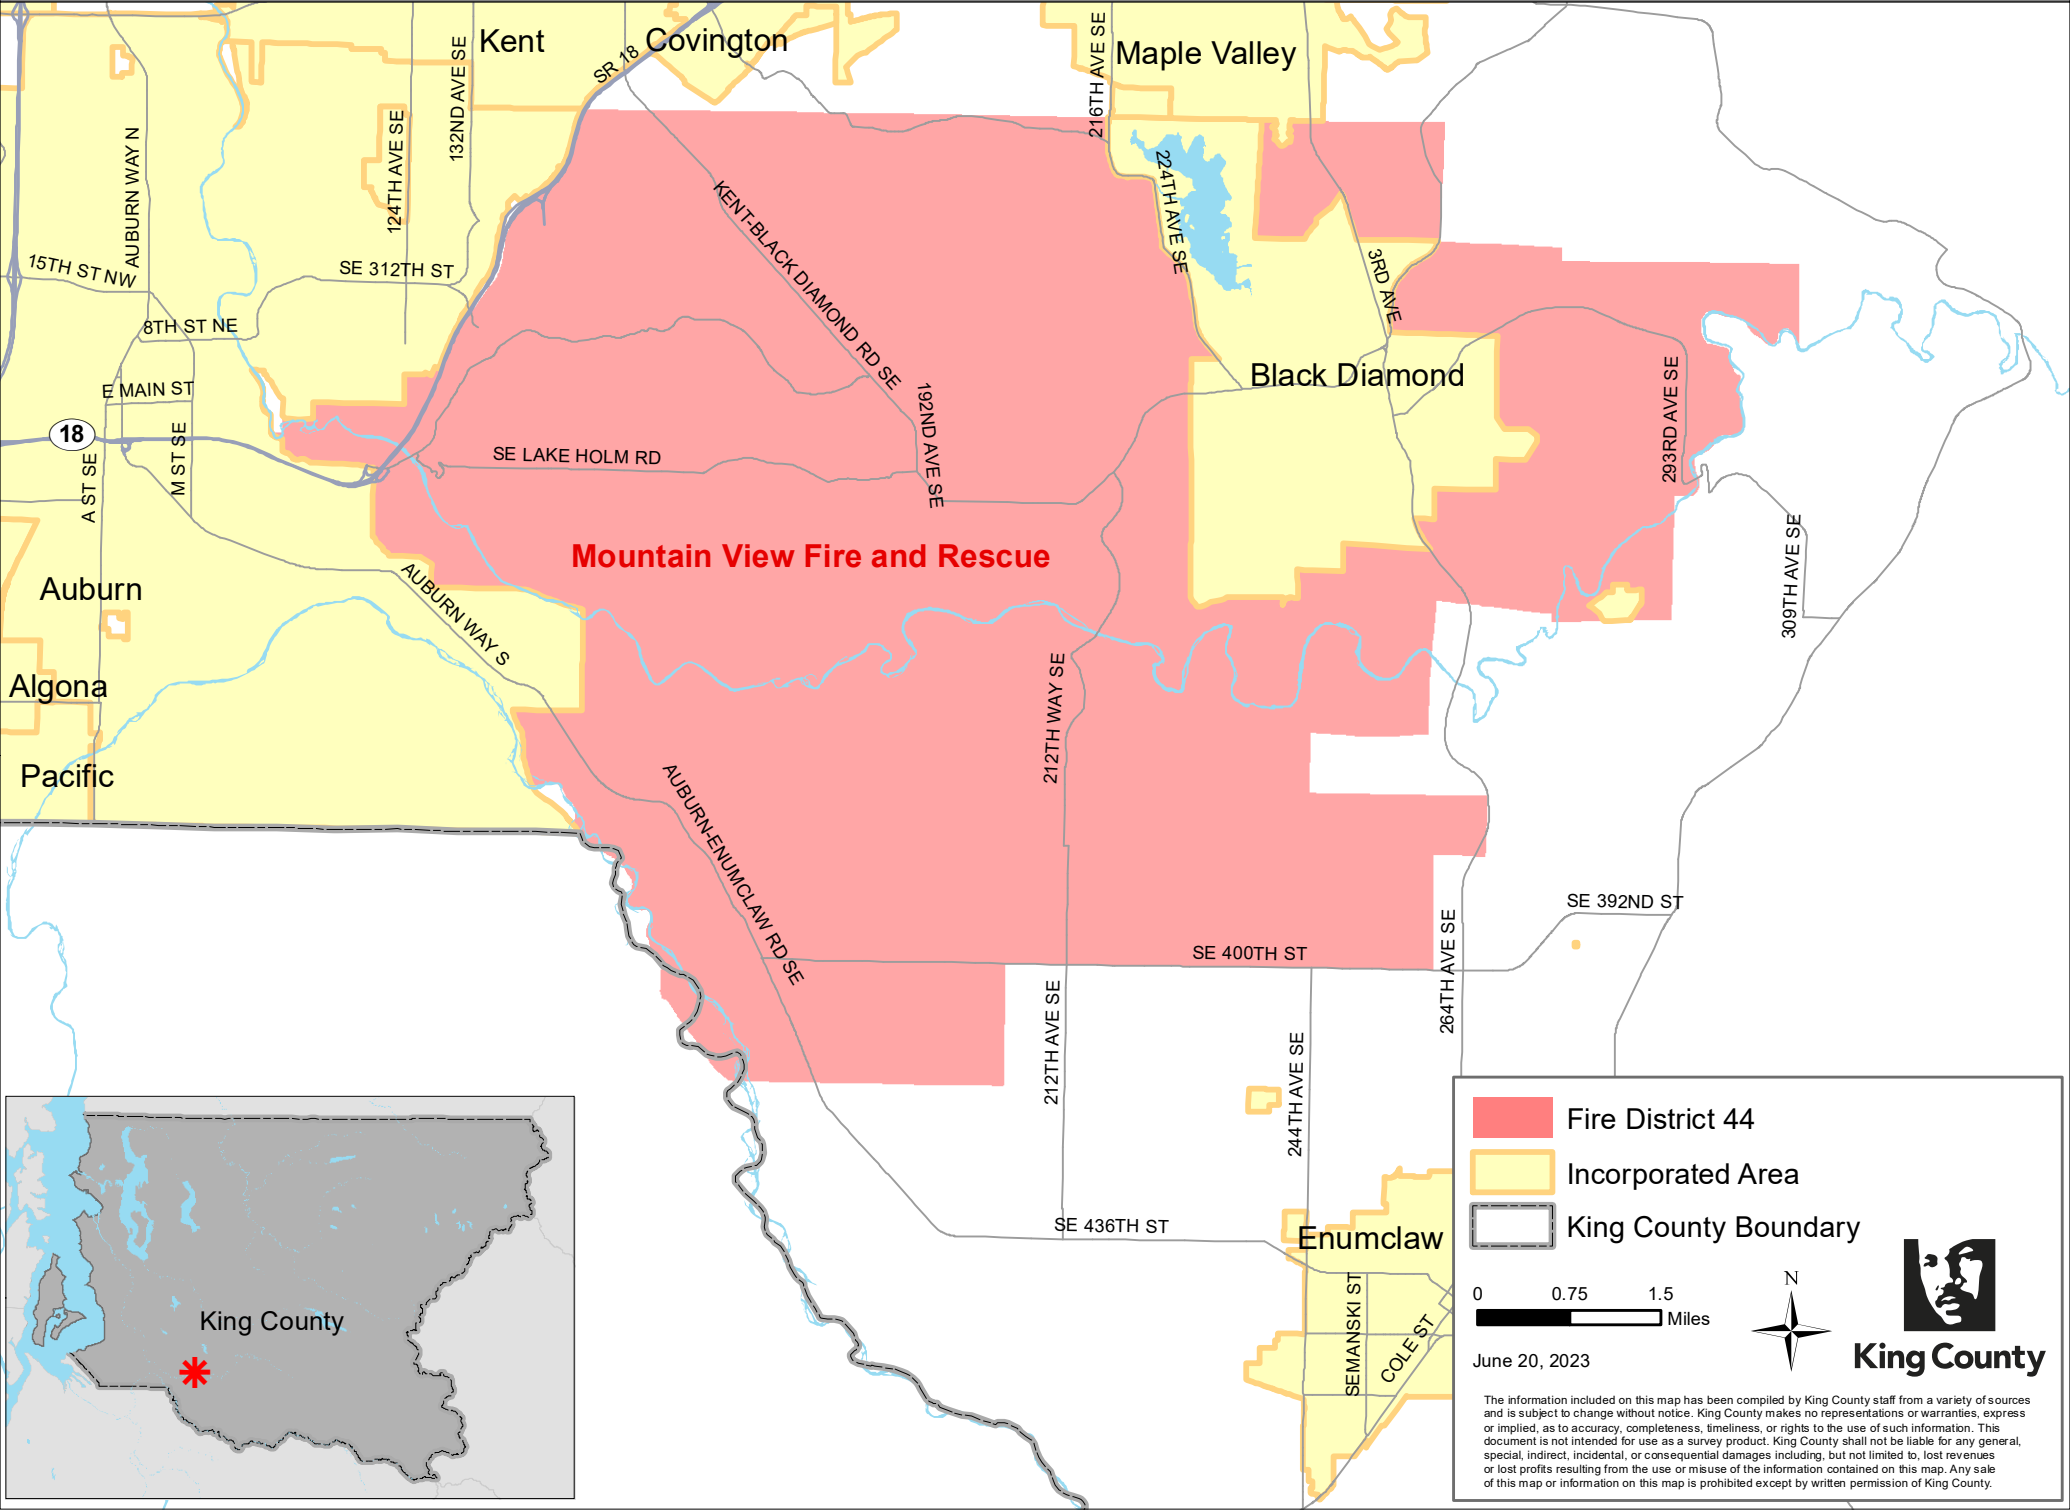 Kent
Covington
Maple Valley
SR 18
132ND AVE SE
124TH AVE SE
216TH AVE SE
224TH AVE SE
AUBURN WAY N
15TH ST NW
SE 312TH ST
8TH ST NE
KENT-BLACK DIAMOND RD SE
3RD AVE
Black Diamond
E MAIN ST
18
M ST SE
A ST SE
192ND AVE SE
293RD AVE SE
SE LAKE HOLM RD
Mountain View Fire and Rescue
309TH AVE SE
Auburn
AUBURN WAY S
Algona
212TH WAY SE
Pacific
AUBURN-ENUMCLAW RD SE
SE 392ND ST
SE 400TH ST
264TH AVE SE
212TH AVE SE
244TH AVE SE
SE 436TH ST
Enumclaw
SEMANSKI ST
COLE ST
King County
Fire District 44
Incorporated Area
King County Boundary
0 0.75 1.5
Miles
N
King County
June 20, 2023
The information included on this map has been compiled by King County staff from a variety of sources
and is subject to change without notice. King County makes no representations or warranties, express
or implied, as to accuracy, completeness, timeliness, or rights to the use of such information. This
document is not intended for use as a survey product. King County shall not be liable for any general,
special, indirect, incidental, or consequential damages including, but not limited to, lost revenues
or lost profits resulting from the use or misuse of the information contained on this map. Any sale
of this map or information on this map is prohibited except by written permission of King County.